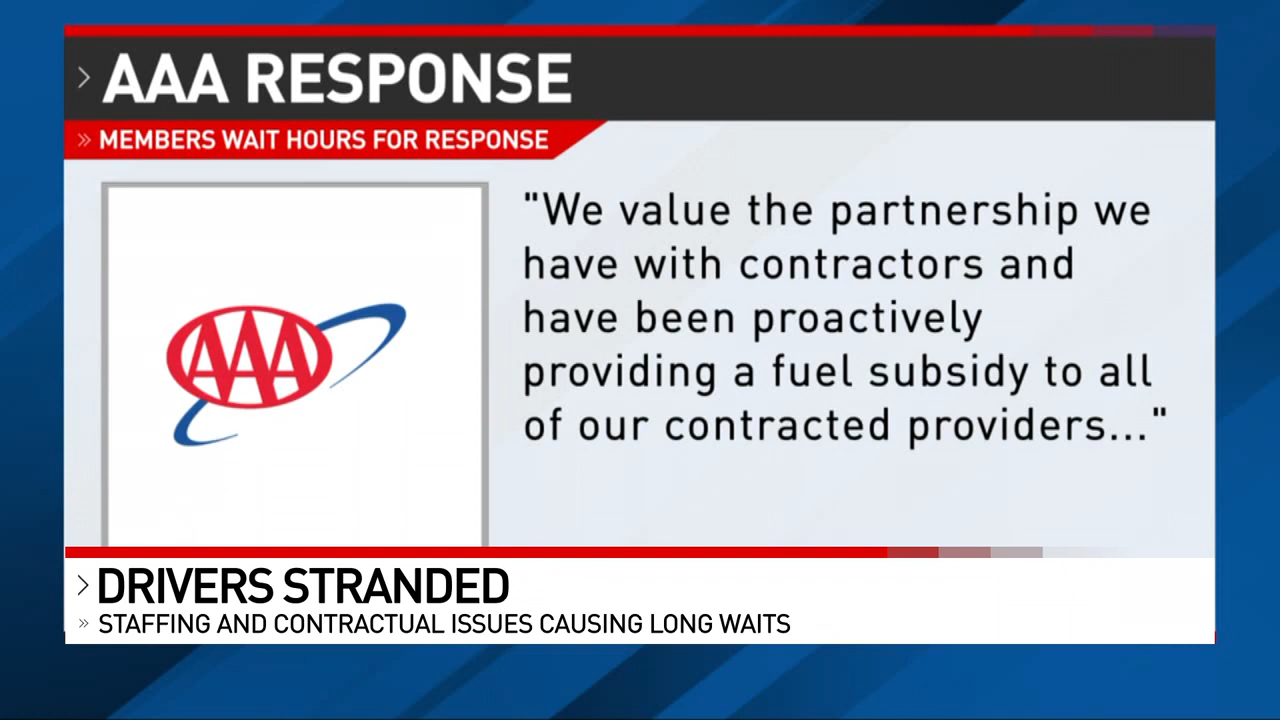 AAA RESPONSE
MEMBERS WAIT HOURS FOR RESPONSE
AAA
"We value the partnership we
have with contractors and
have been proactively
providing a fuel subsidy to all
of our contracted providers..."
DRIVERS STRANDED
STAFFING AND CONTRACTUAL ISSUES CAUSING LONG WAITS